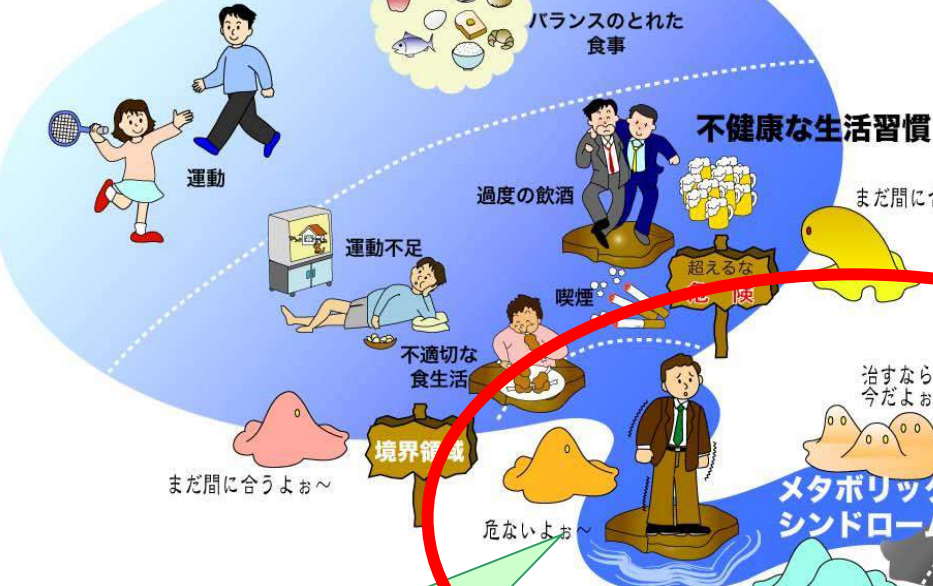 バランスのとれた
食事
運動
不健康な生活習慣
過度の飲酒
まだ間に
運動不足
超えるな
危険
喫煙
不適切な
食生活
治すなら
今だよぉ
境界領域
まだ間に合うよぉ～
危ないよぉ～
メタボリック
シンドローム